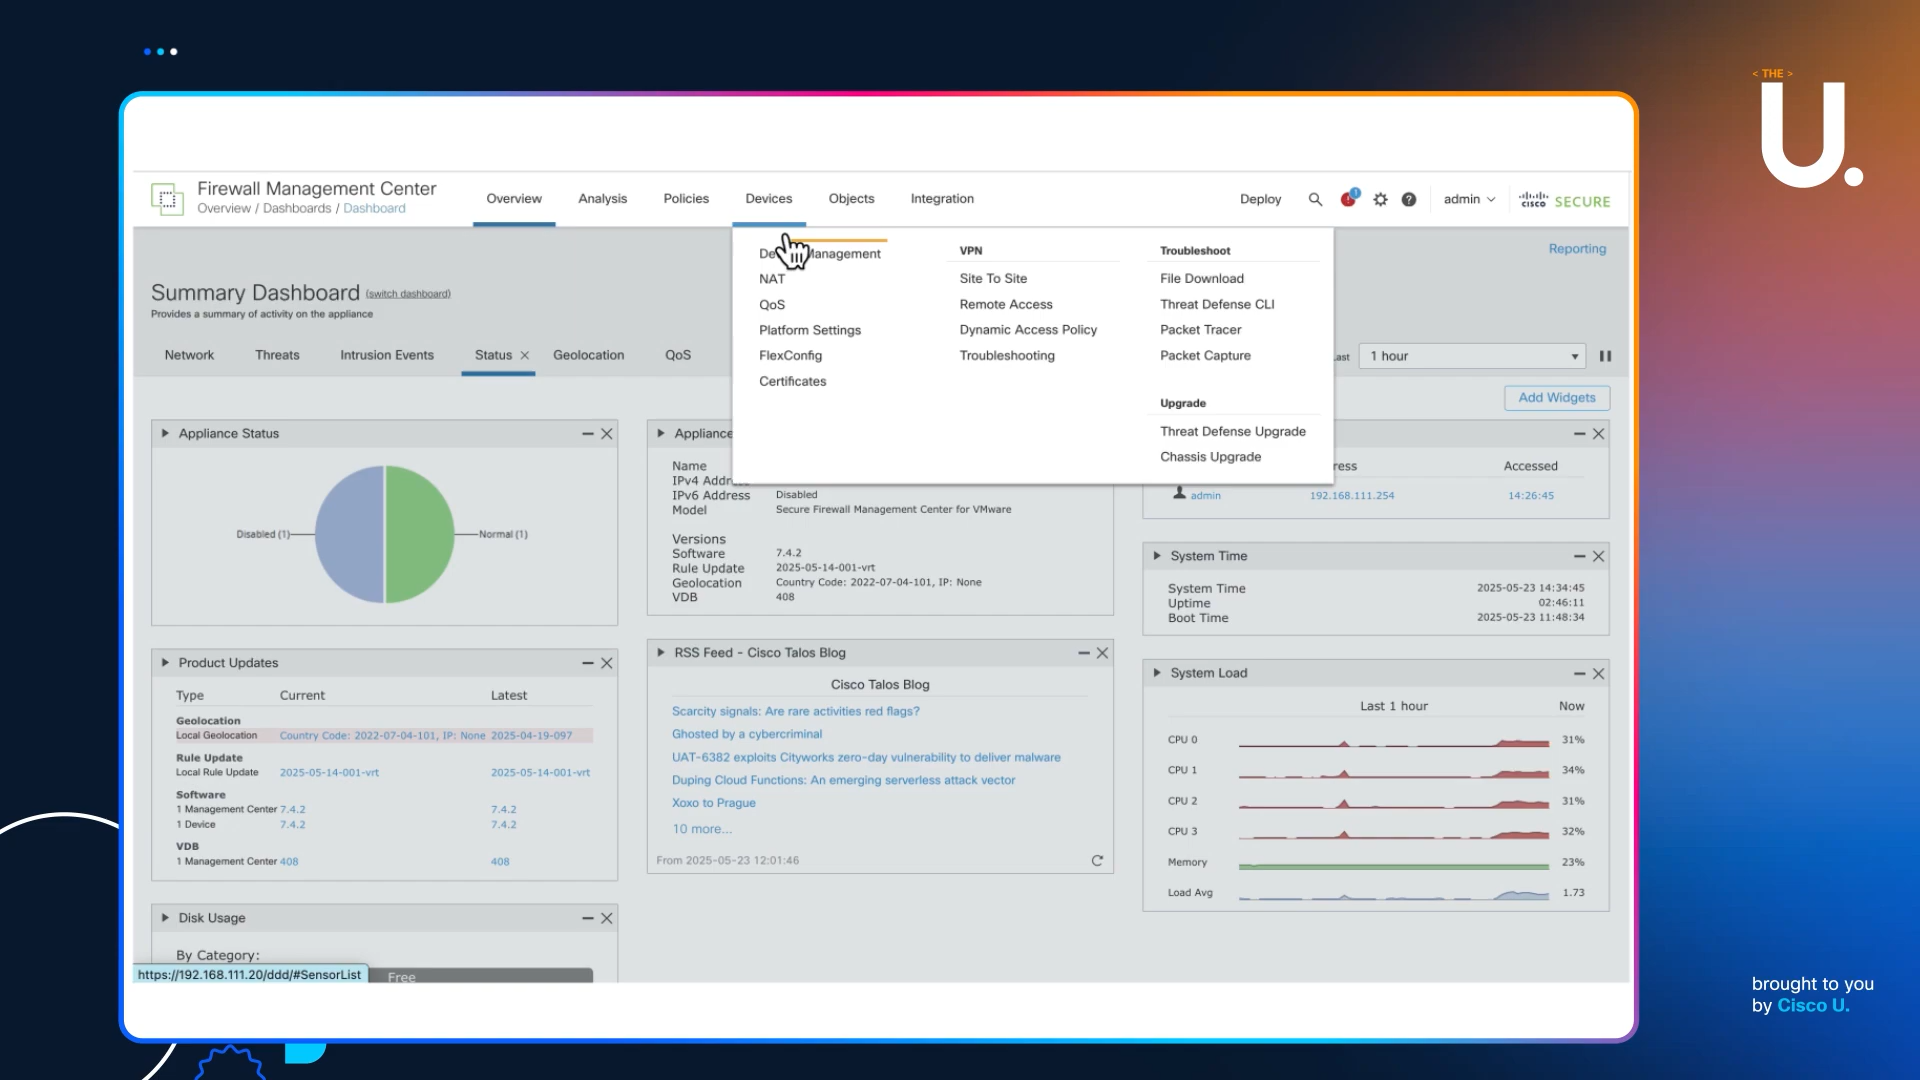 < THE >
U.
Firewall Management Center
Overview / Dashboards / Dashboard
Overview
Analysis
Policies
Devices
Objects
Integration
Deploy
1
admin
CISCO SECURE
Management
NAT
QoS
Platform Settings
FlexConfig
Certificates
VPN
Site To Site
Remote Access
Dynamic Access Policy
Troubleshooting
Troubleshoot
File Download
Threat Defense CLI
Packet Tracer
Packet Capture
Upgrade
Threat Defense Upgrade
Chassis Upgrade
Reporting
Summary Dashboard (switch dashboard)
Provides a summary of activity on the appliance
Network
Threats
Intrusion Events
Status
Geolocation
QoS
1 hour
Add Widgets
Appliance Status
Disabled (1)
Normal (1)
Appliance
Name
IPv4
IPv6 Address Disabled
Model Secure Firewall Management Center for VMware
Versions
Software 7.4.2
Rule Update 2025-05-14-001-vrt
Geolocation Country Code: 2022-07-04-101, IP: None
VDB 408
Accessed
admin 192.168.111.254 14:26:45
System Time
System Time 2025-05-23 14:34:45
Uptime 02:46:11
Boot Time 2025-05-23 11:48:34
Product Updates
Type Current Latest
Geolocation
Local Geolocation Country Code: 2022-07-04-101, IP: None 2025-04-19-097
Rule Update
Local Rule Update 2025-05-14-001-vrt 2025-05-14-001-vrt
Software
1 Management Center 7.4.2 7.4.2
1 Device 7.4.2 7.4.2
VDB
1 Management Center 408 408
RSS Feed - Cisco Talos Blog
Cisco Talos Blog
Scarcity signals: Are rare activities red flags?
Ghosted by a cybercriminal
UAT-6382 exploits Cityworks zero-day vulnerability to deliver malware
Duping Cloud Functions: An emerging serverless attack vector
Xoxo to Prague
10 more...
From 2025-05-23 12:01:46
System Load
Last 1 hour Now
CPU 0 31%
CPU 1 34%
CPU 2 31%
CPU 3 32%
Memory 23%
Load Avg 1.73
Disk Usage
By Category:
Free
https://192.168.111.20/ddd/#SensorList
brought to you
by Cisco U.